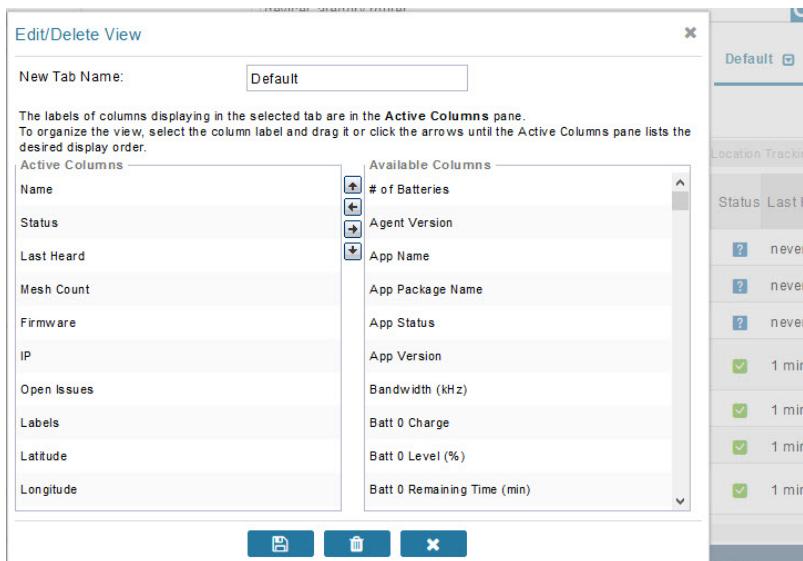 Edit/Delete View
Default
New Tab Name:
Default
The labels of columns displaying in the selected tab are in the Active Columns pane.
To organize the view, select the column label and drag it or click the arrows until the Active Columns pane lists the
desired display order.
Active Columns
Name
Status
Last Heard
Mesh Count
Firmware
IP
Open Issues
Labels
Latitude
Longitude
Available Columns
# of Batteries
Agent Version
App Name
App Package Name
App Status
App Version
Bandwidth (kHz)
Batt 0 Charge
Batt 0 Level (%)
Batt 0 Remaining Time (min)
Location
Status Last
? never
? never
? never
1 min
1 min
1 min
1 min